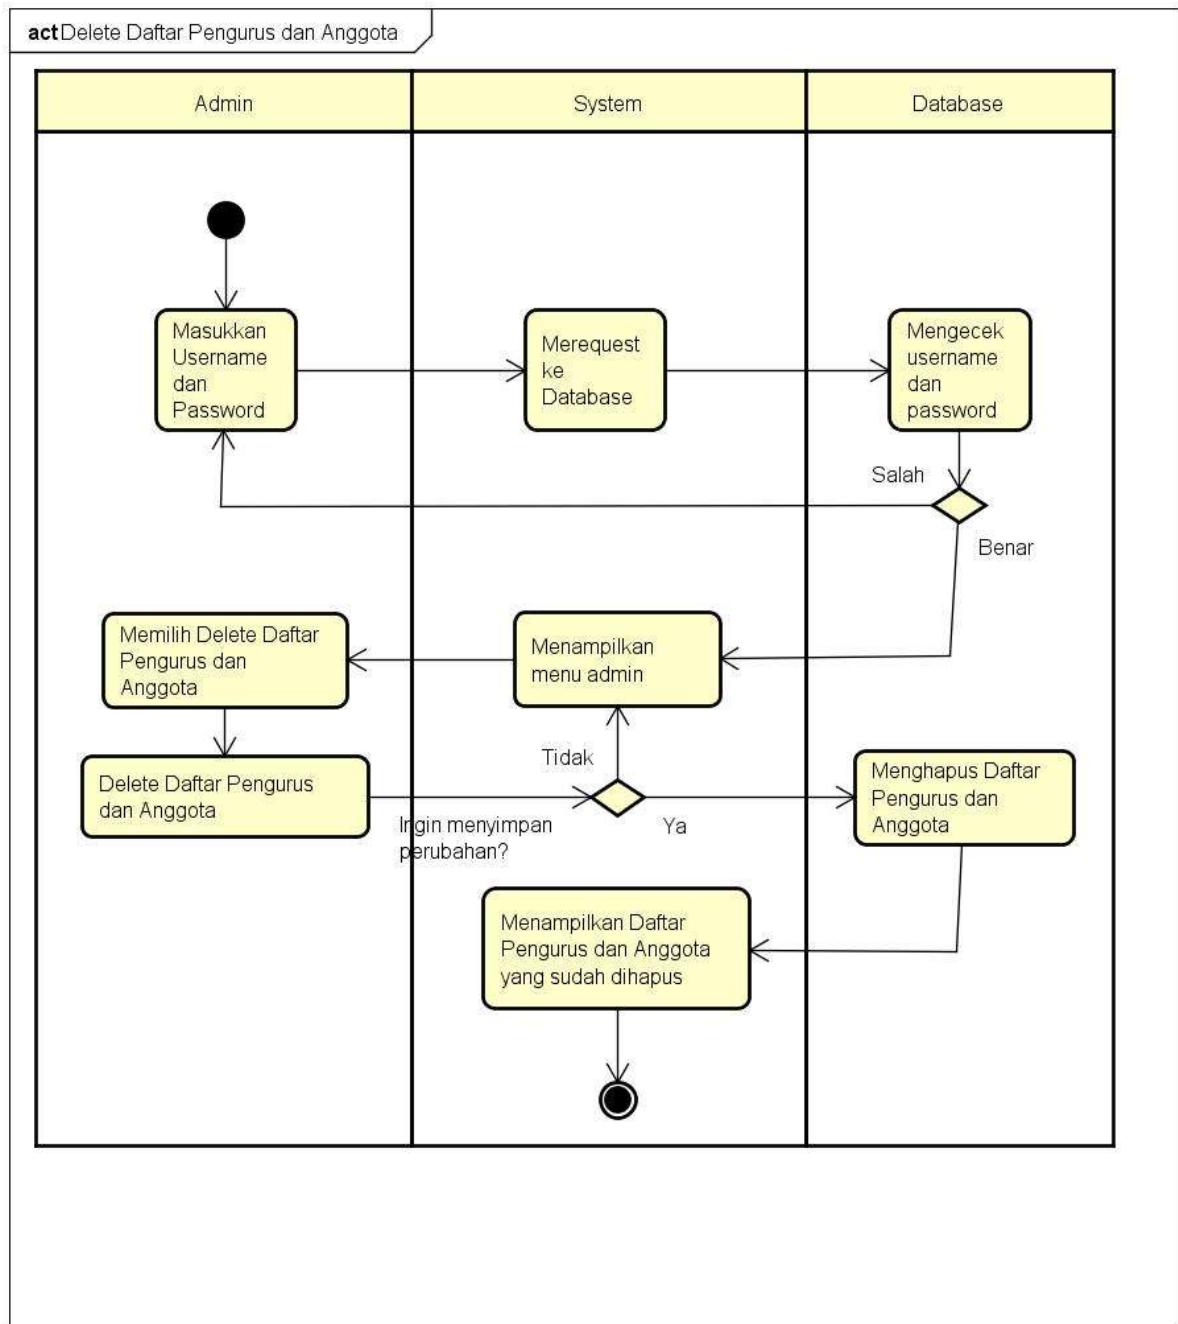 act Delete Daftar Pengurus dan Anggota
Admin
System
Database
Masukkan
Username
dan
Password
Merequest
ke
Database
Mengecek
username
dan
password
Salah
Benar
Memilih Delete Daftar
Pengurus dan
Anggota
Menampilkan
menu admin
Tidak
Delete Daftar Pengurus
dan Anggota
Ingin menyimpan
perubahan?
Ya
Menghapus Daftar
Pengurus dan
Anggota
Menampilkan Daftar
Pengurus dan Anggota
yang sudah dihapus